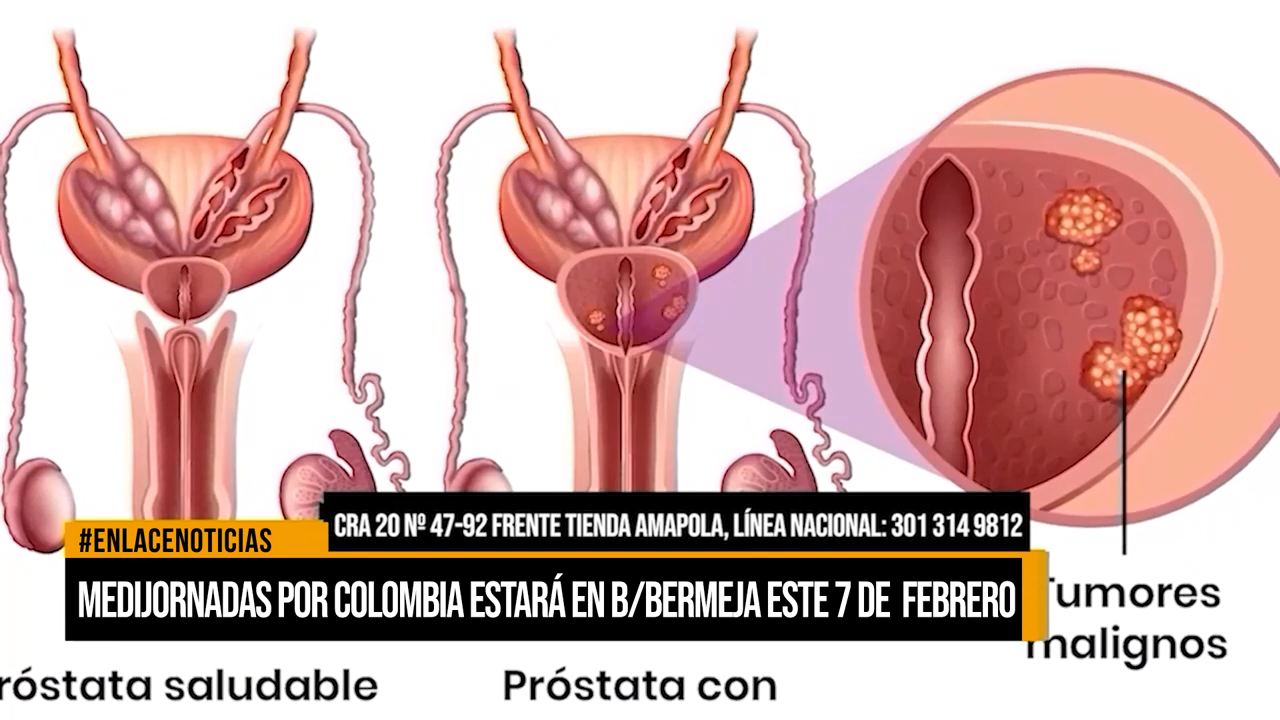 CRA 20 Nº 47-92 FRENTE TIENDA AMAPOLA, LÍNEA NACIONAL: 301 314 9812
#ENLACENOTICIAS
MEDIJORNADAS POR COLOMBIA ESTARÁ EN B/BERMEJA ESTE 7 DE FEBRERO
Tumores
malignos
róstata saludable
Próstata con